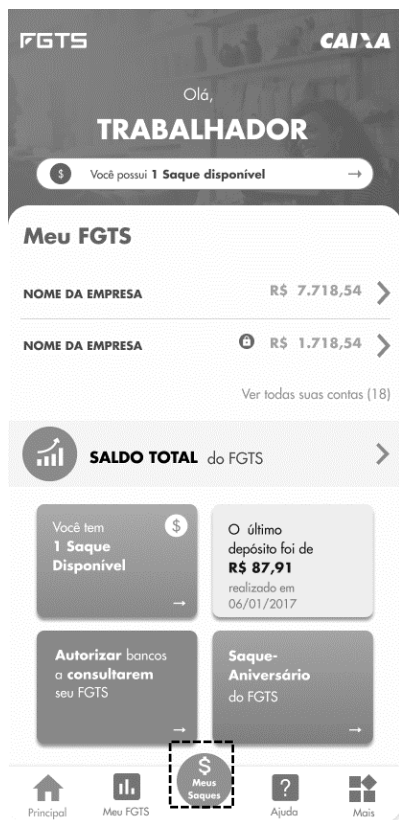 FGTS CAIXA
Olá,
TRABALHADOR
$ Você possui 1 Saque disponível →
Meu FGTS
NOME DA EMPRESA R$ 7.718,54
NOME DA EMPRESA R$ 1.718,54
Ver todas suas contas (18)
SALDO TOTAL do FGTS
Você tem $
1 Saque
Disponível
→
O último
depósito foi de
R$ 87,91
realizado em
06/01/2017
Autorizar bancos
a consultarem
seu FGTS
→
Saque-
Aniversário
do FGTS
→
Principal
Meu FGTS
$
Meus
Saques
?
Ajuda
Mais